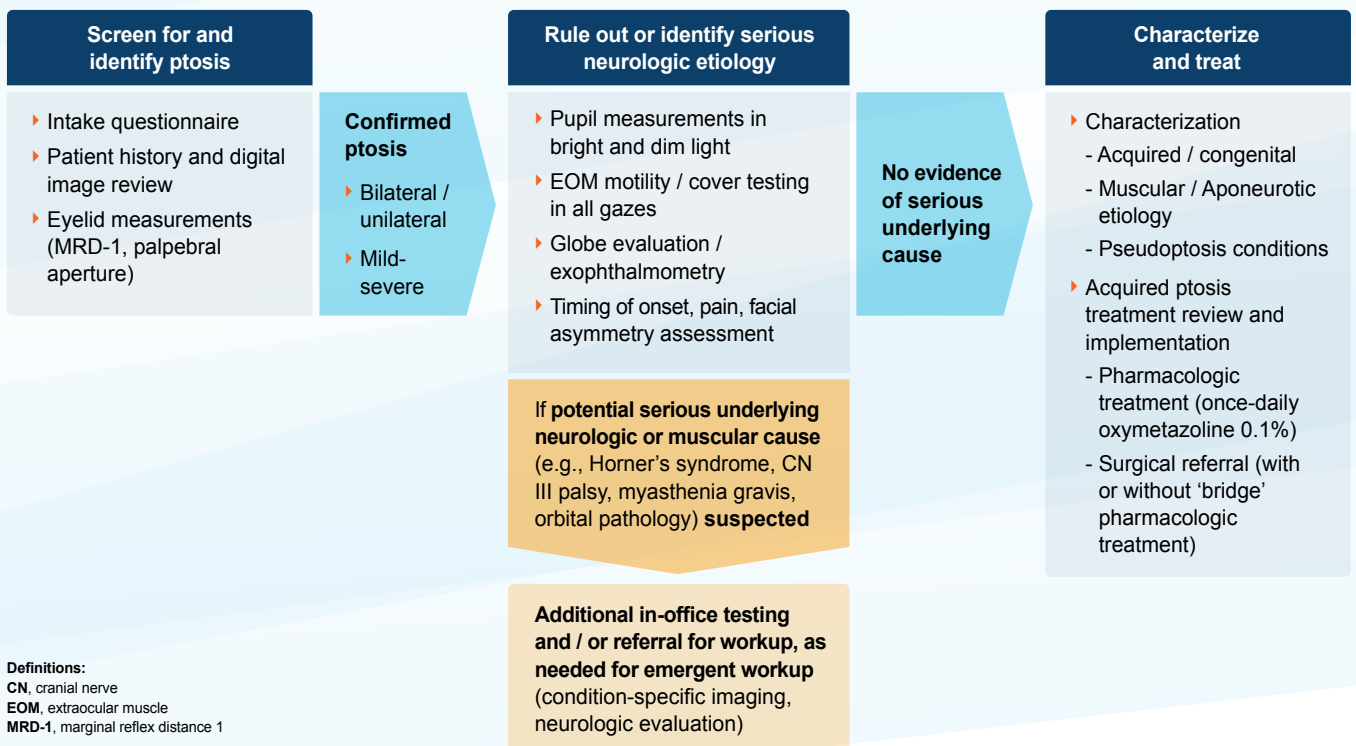 Screen for and
identify ptosis
Intake questionnaire
Patient history and digital
image review
Eyelid measurements
(MRD-1, palpebral
aperture)
Confirmed
ptosis
Bilateral /
unilateral
Mild-
severe
Rule out or identify serious
neurologic etiology
Pupil measurements in
bright and dim light
EOM motility / cover testing
in all gazes
Globe evaluation /
exophthalmometry
Timing of onset, pain, facial
asymmetry assessment
If potential serious underlying
neurologic or muscular cause
(e.g., Horner’s syndrome, CN
III palsy, myasthenia gravis,
orbital pathology) suspected
Additional in-office testing
and / or referral for workup, as
needed for emergent workup
(condition-specific imaging,
neurologic evaluation)
No evidence
of serious
underlying
cause
Characterize
and treat
Characterization
- Acquired / congenital
- Muscular / Aponeurotic
etiology
- Pseudoptosis conditions
Acquired ptosis
treatment review and
implementation
- Pharmacologic
treatment (once-daily
oxymetazoline 0.1%)
- Surgical referral (with
or without ‘bridge’
pharmacologic
treatment)
Definitions:
CN, cranial nerve
EOM, extraocular muscle
MRD-1, marginal reflex distance 1